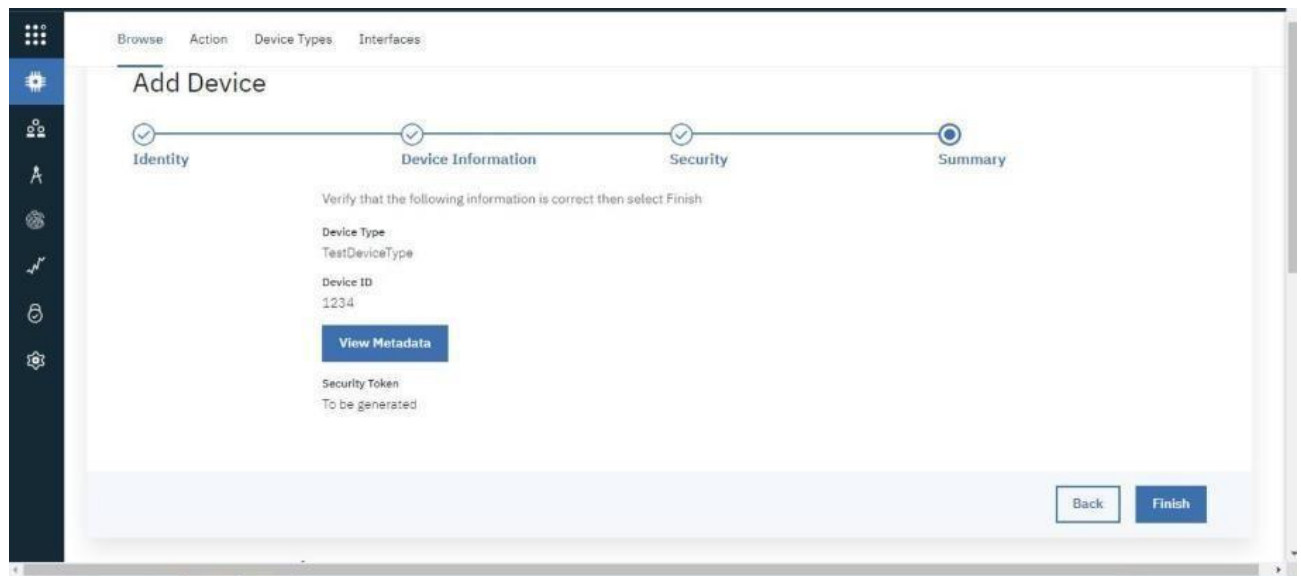 Browse Action Device Types Interfaces
Add Device
Identity Device Information Security Summary
Verify that the following information is correct then select Finish
Device Type
TestDeviceType
Device ID
1234
View Metadata
Security Token
To be generated
Back Finish